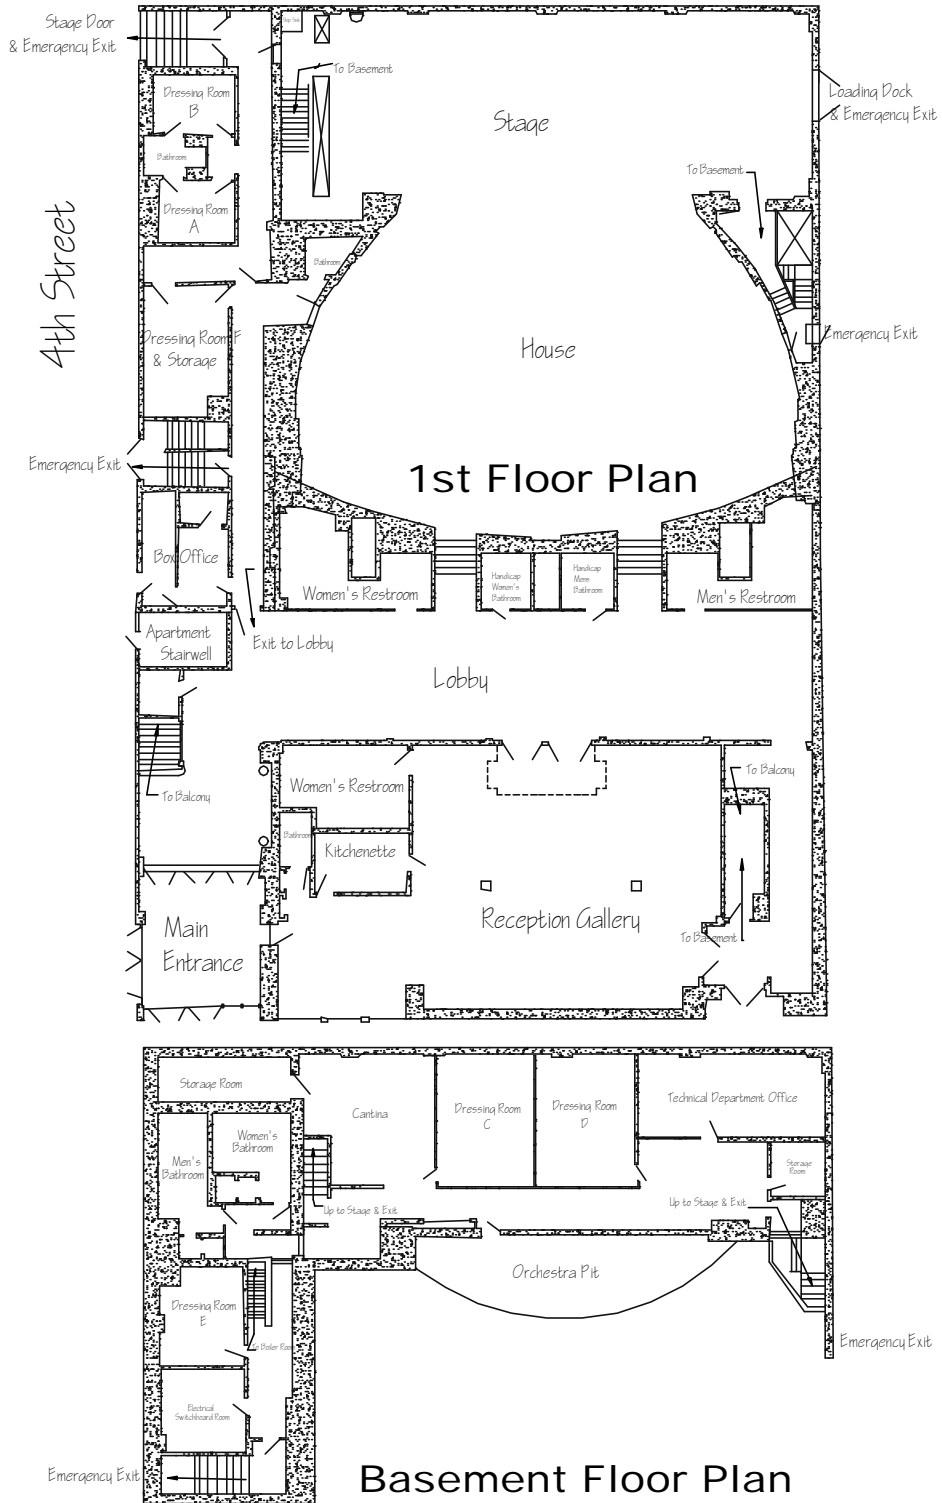 Stage Door
& Emergency Exit
Slop Sink
To Basement
Dressing Room
B
Loading Dock
& Emergency Exit
Stage
Bathroom
To Basement
Dressing Room
A
4th Street
Bathroom
Dressing Room F
& Storage
House
Emergency Exit
Emergency Exit
1st Floor Plan
Box Office
Women's Restroom
Handicap
Women's
Bathroom
Handicap
Mens
Bathroom
Men's Restroom
Apartment
Stairwell
Exit to Lobby
Lobby
To Balcony
Women's Restroom
To Balcony
Bathroom
Kitchenette
Main
Entrance
Reception Gallery
To Basement
Storage Room
Cantina
Dressing Room
C
Dressing Room
D
Technical Department Office
Women's
Bathroom
Men's
Bathroom
Storage
Room
Up to Stage & Exit
Up to Stage & Exit
Orchestra Pit
Dressing Room
E
To Boiler Room
Emergency Exit
Electrical
Switchboard Room
Emergency Exit
Basement Floor Plan